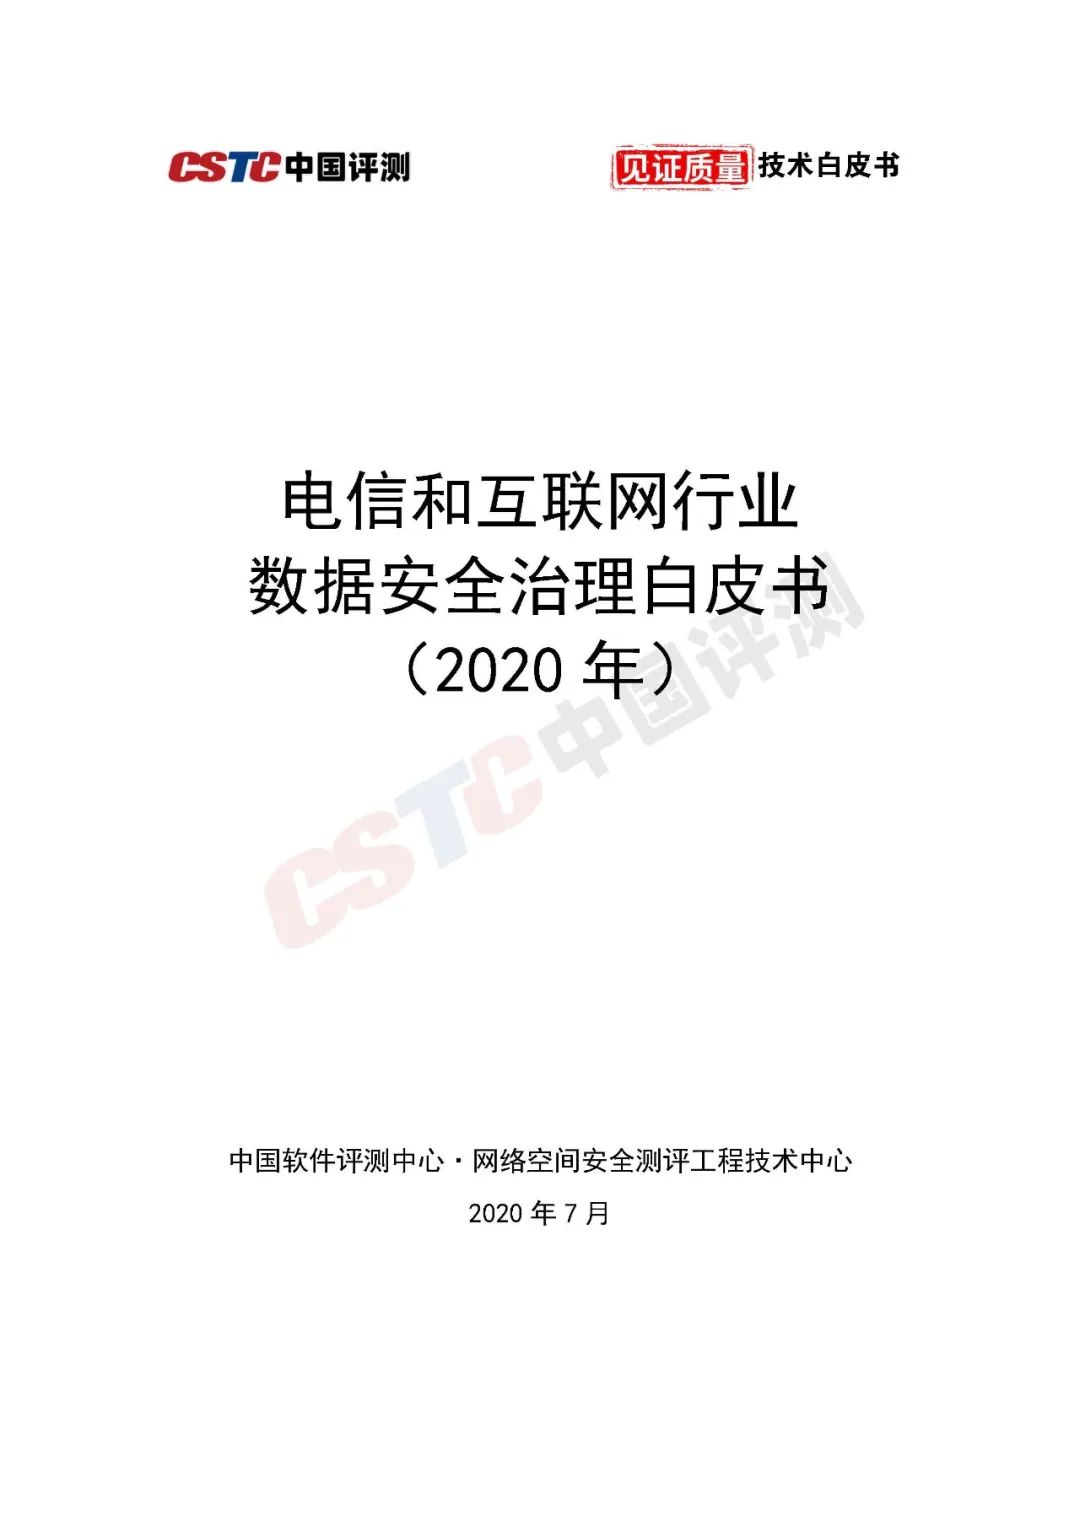 CSTC中国评测
见证质量 技术白皮书
电信和互联网行业
数据安全治理白皮书
（2020 年）
CSTC中国评测
中国软件评测中心·网络空间安全测评工程技术中心
2020 年 7 月